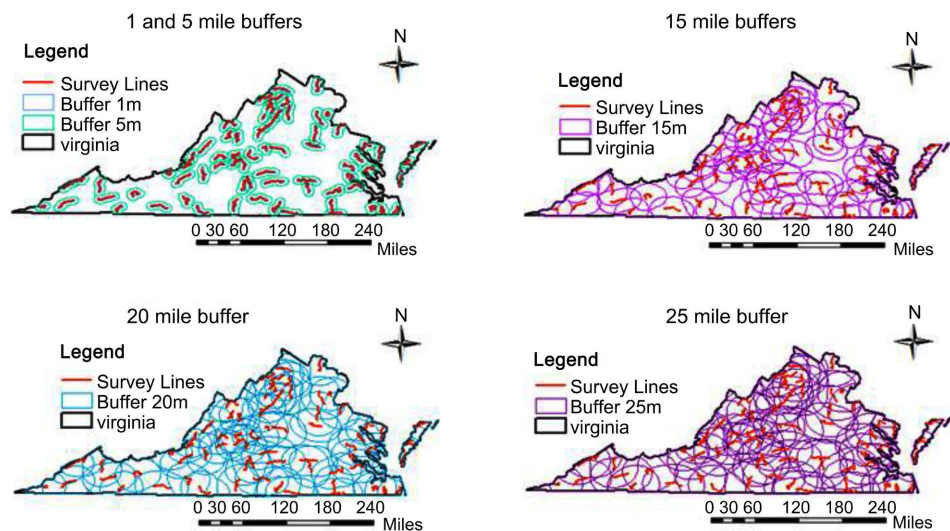 1 and 5 mile buffers
N
Legend
Survey Lines
Buffer 1m
Buffer 5m
virginia
0 30 60 120 180 240
Miles
15 mile buffers
N
Legend
Survey Lines
Buffer 15m
virginia
0 30 60 120 180 240
Miles
20 mile buffer
N
Legend
Survey Lines
Buffer 20m
virginia
0 30 60 120 180 240
Miles
25 mile buffer
N
Legend
Survey Lines
Buffer 25m
virginia
0 30 60 120 180 240
Miles